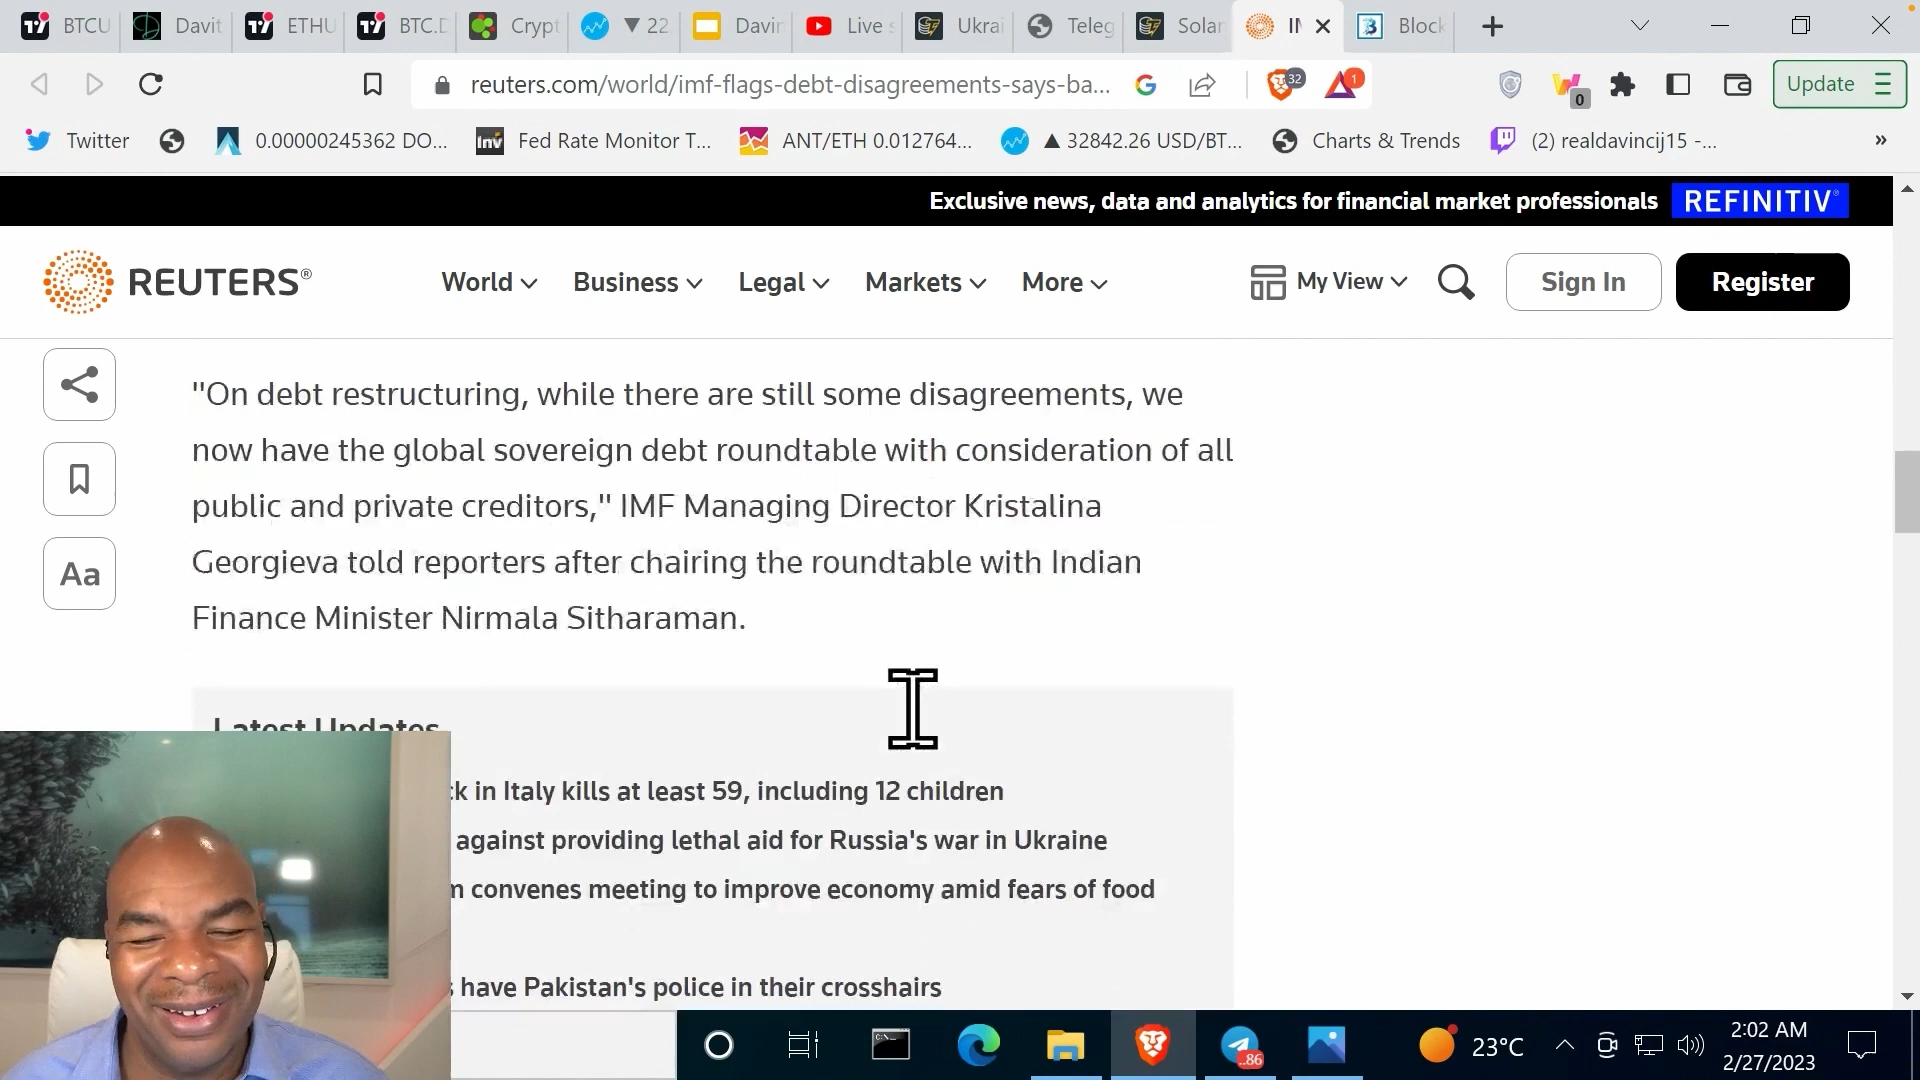 BTCU
Davit
ETHU
BTC.D
Crypt
▼ 22
Davin
Live s
Ukrai
Teleg
Solar
IM
Block
reuters.com/world/imf-flags-debt-disagreements-says-ba...
32
1
0
Update
Twitter
0.00000245362 DO...
Inv
Fed Rate Monitor T...
ANT/ETH 0.012764...
▲ 32842.26 USD/BT...
Charts & Trends
(2) realdavincij15 -...
»
Exclusive news, data and analytics for financial market professionals REFINITIV
REUTERS®
World
Business
Legal
Markets
More
My View
Sign In
Register
"On debt restructuring, while there are still some disagreements, we
now have the global sovereign debt roundtable with consideration of all
public and private creditors," IMF Managing Director Kristalina
Georgieva told reporters after chairing the roundtable with Indian
Finance Minister Nirmala Sitharaman.
Aa
Latest Updates
ck in Italy kills at least 59, including 12 children
against providing lethal aid for Russia's war in Ukraine
convenes meeting to improve economy amid fears of food
have Pakistan's police in their crosshairs
..86
23°C
2:02 AM
2/27/2023